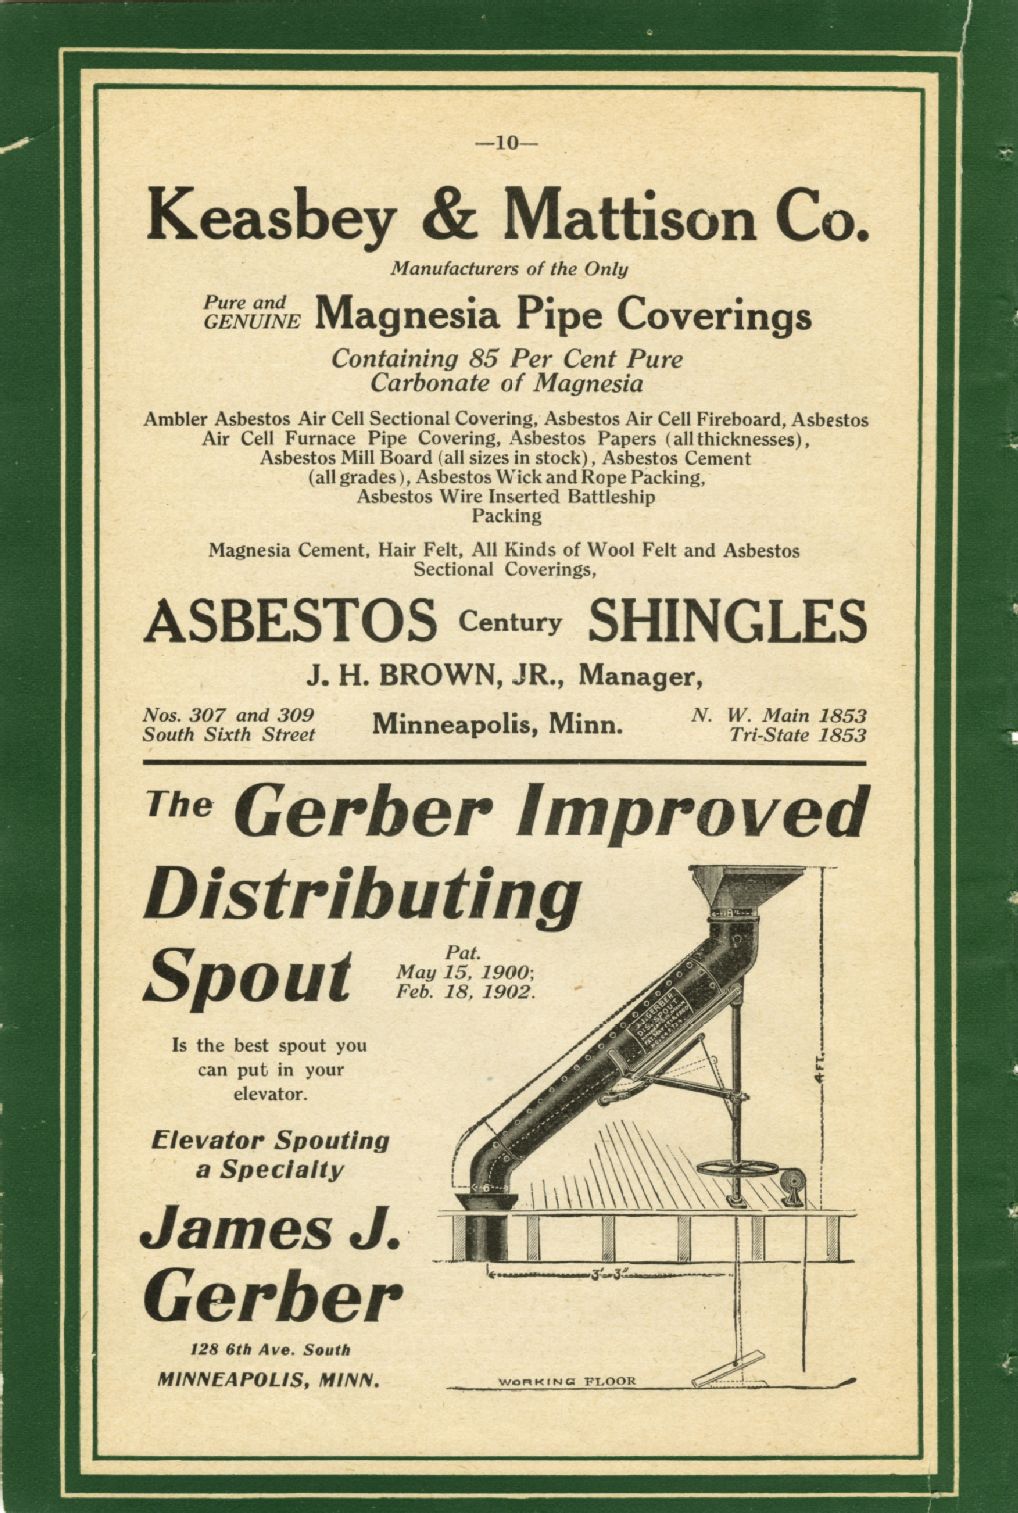 —10—
Keasbey & Mattison Co.
Manufacturers of the Only
Pure and
GENUINE Magnesia Pipe Coverings
Containing 85 Per Cent Pure
Carbonate of Magnesia
Ambler Asbestos Air Cell Sectional Covering, Asbestos Air Cell Fireboard, Asbestos
Air Cell Furnace Pipe Covering, Asbestos Papers (all thicknesses),
Asbestos Mill Board (all sizes in stock), Asbestos Cement
(all grades), Asbestos Wick and Rope Packing,
Asbestos Wire Inserted Battleship
Packing
Magnesia Cement, Hair Felt, All Kinds of Wool Felt and Asbestos
Sectional Coverings,
ASBESTOS Century SHINGLES
J. H. BROWN, JR., Manager,
Nos. 307 and 309
South Sixth Street
Minneapolis, Minn.
N. W. Main 1853
Tri-State 1853
The Gerber Improved
Distributing
Spout
Pat.
May 15, 1900;
Feb. 18, 1902.
Is the best spout you
can put in your
elevator.
Elevator Spouting
a Specialty
James J.
Gerber
128 6th Ave. South
MINNEAPOLIS, MINN.
J.J. GERBER
DIS. SPOUT
4 FT.
6
3'-3"
WORKING FLOOR